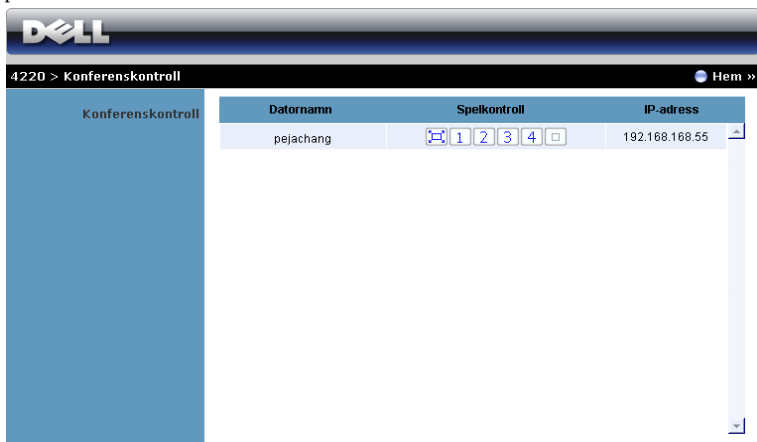 DELL
4220 > Konferenskontroll Hem »
Konferenskontroll
Datornamn Spelkontroll IP-adress
pejachang 1 2 3 4 192.168.168.55